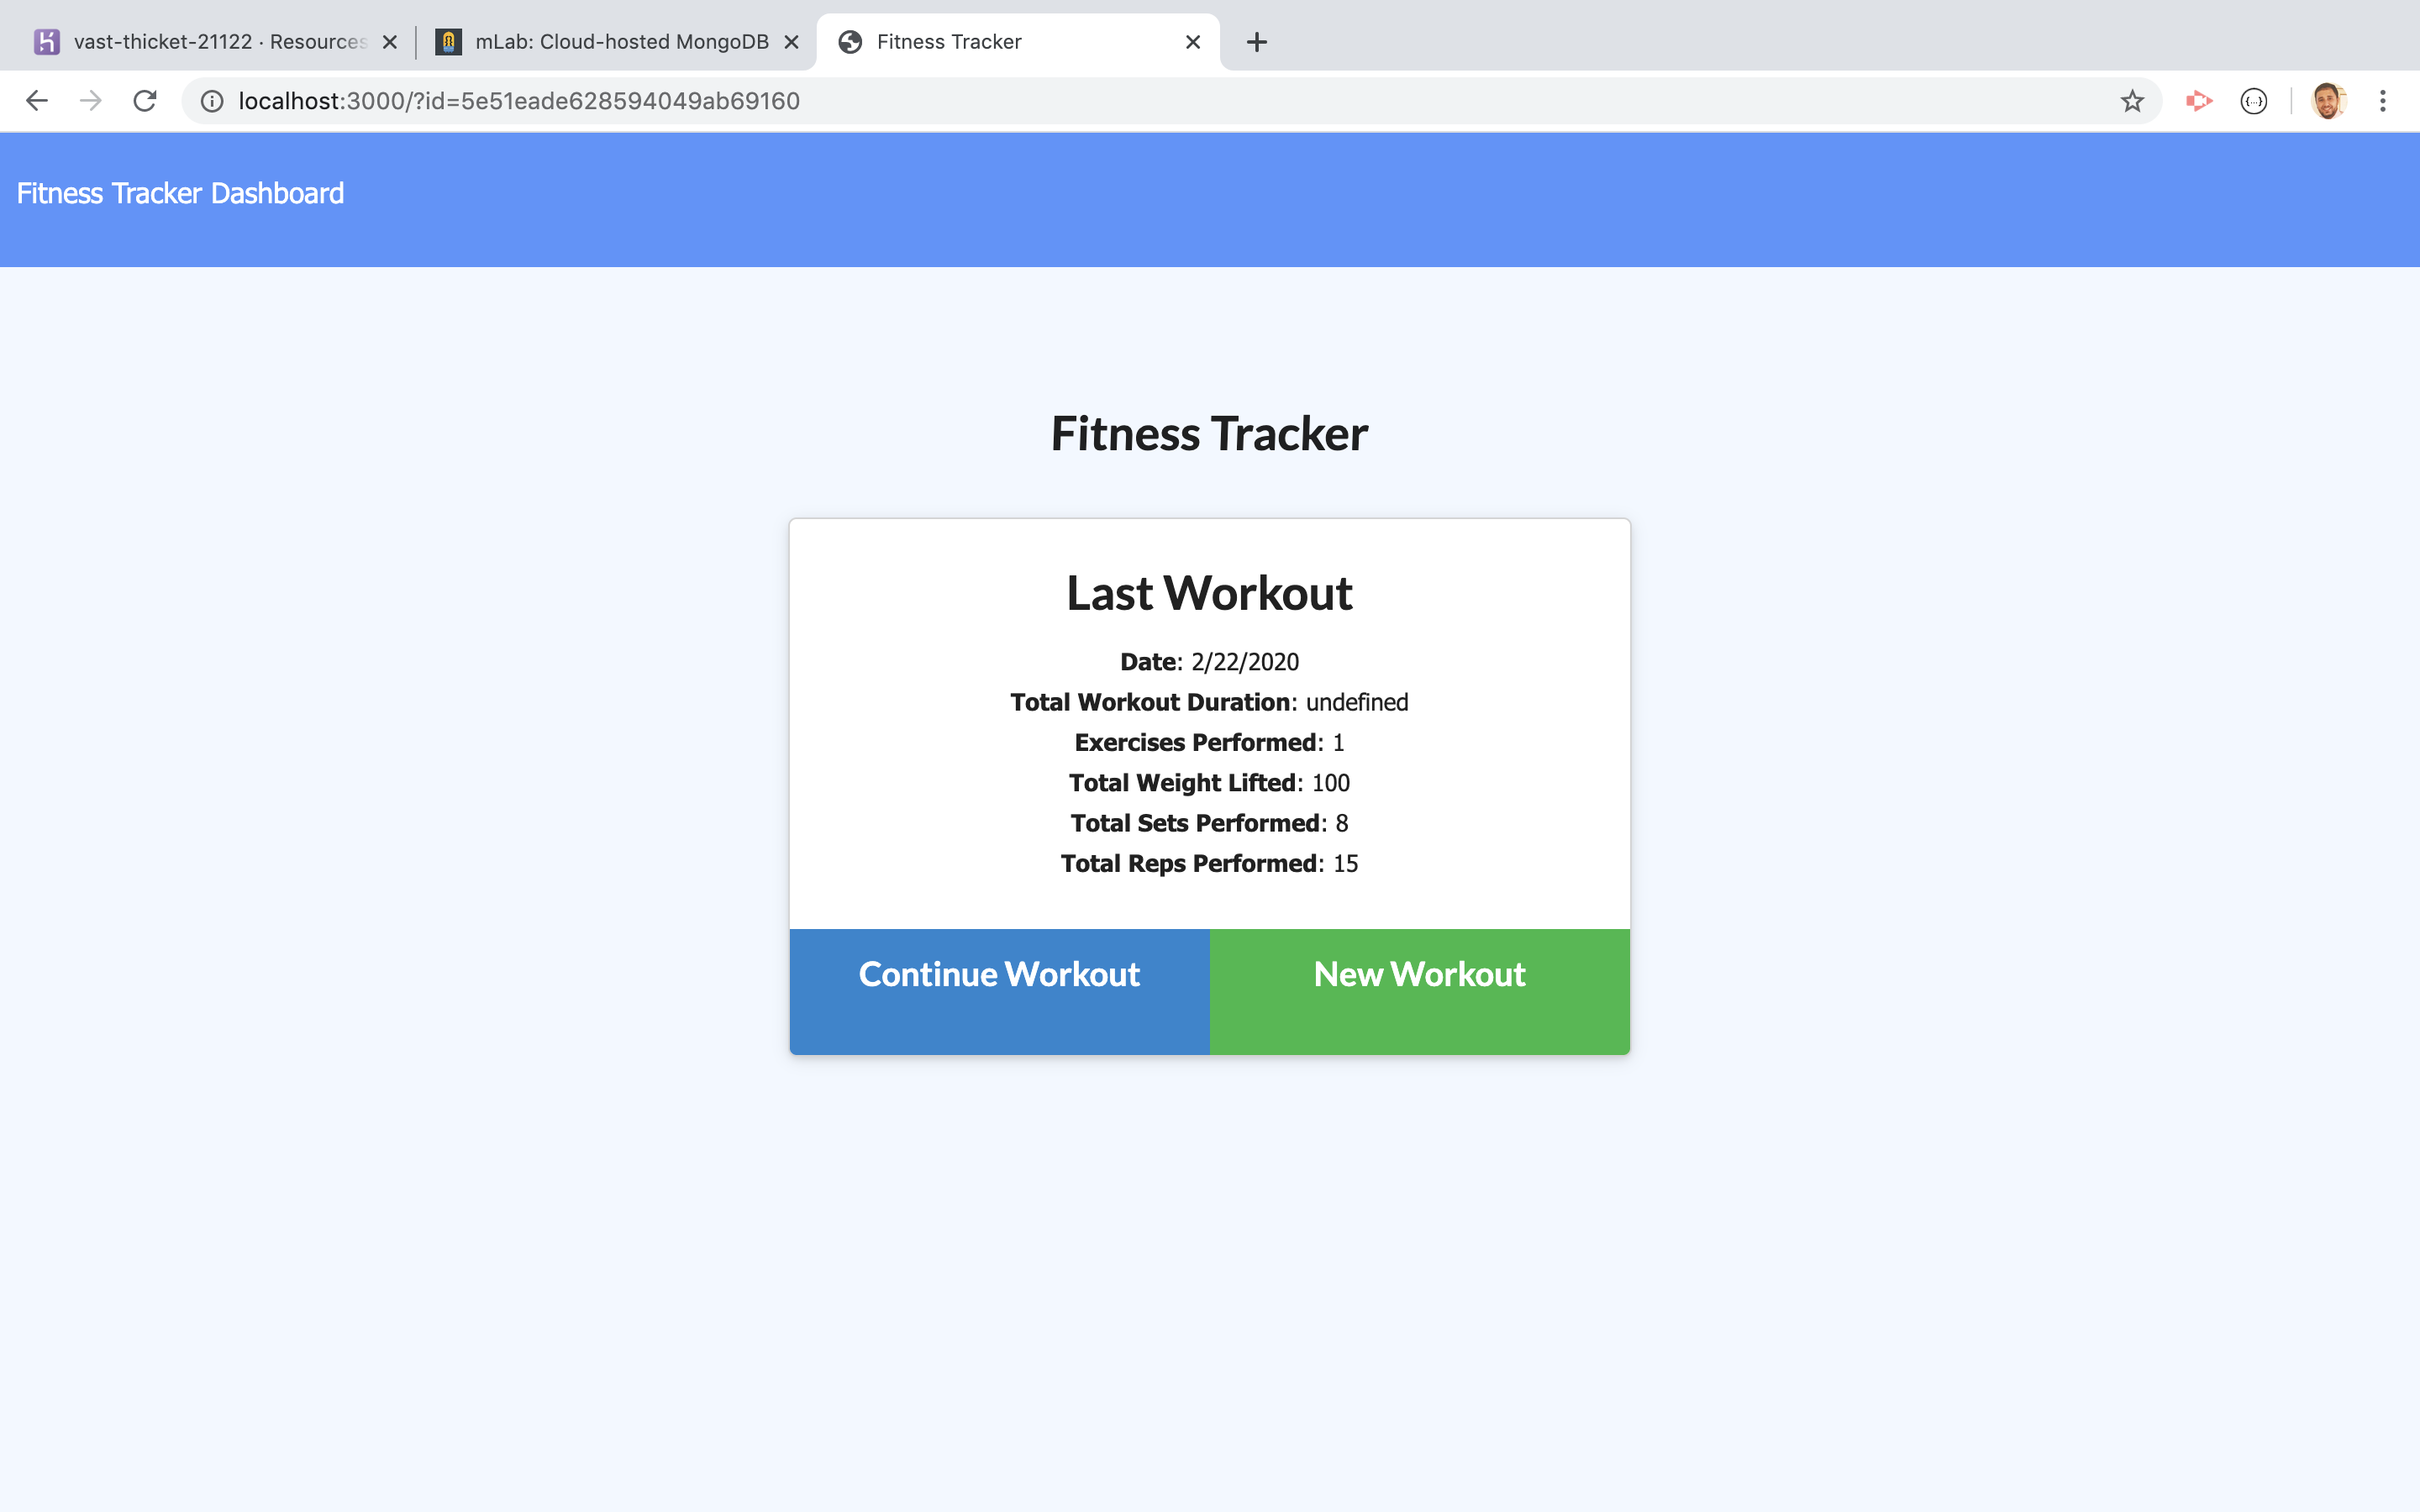 vast-thicket-21122 · Resources
mLab: Cloud-hosted MongoDB
Fitness Tracker
localhost:3000/?id=5e51eade628594049ab69160
Fitness Tracker Dashboard
Fitness Tracker
Last Workout
Date: 2/22/2020
Total Workout Duration: undefined
Exercises Performed: 1
Total Weight Lifted: 100
Total Sets Performed: 8
Total Reps Performed: 15
Continue Workout
New Workout